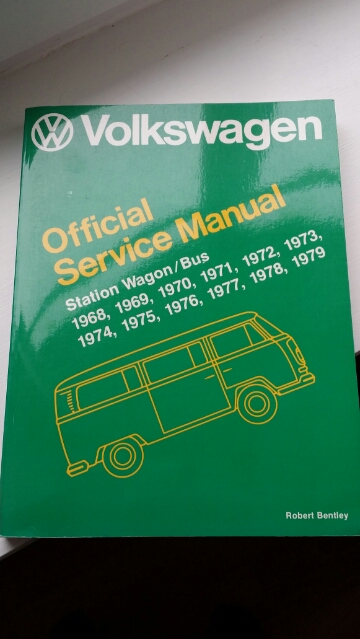 Volkswagen
Official
Service Manual
Station Wagon/Bus
1968, 1969, 1970, 1971, 1972, 1973,
1974, 1975, 1976, 1977, 1978, 1979
Robert Bentley